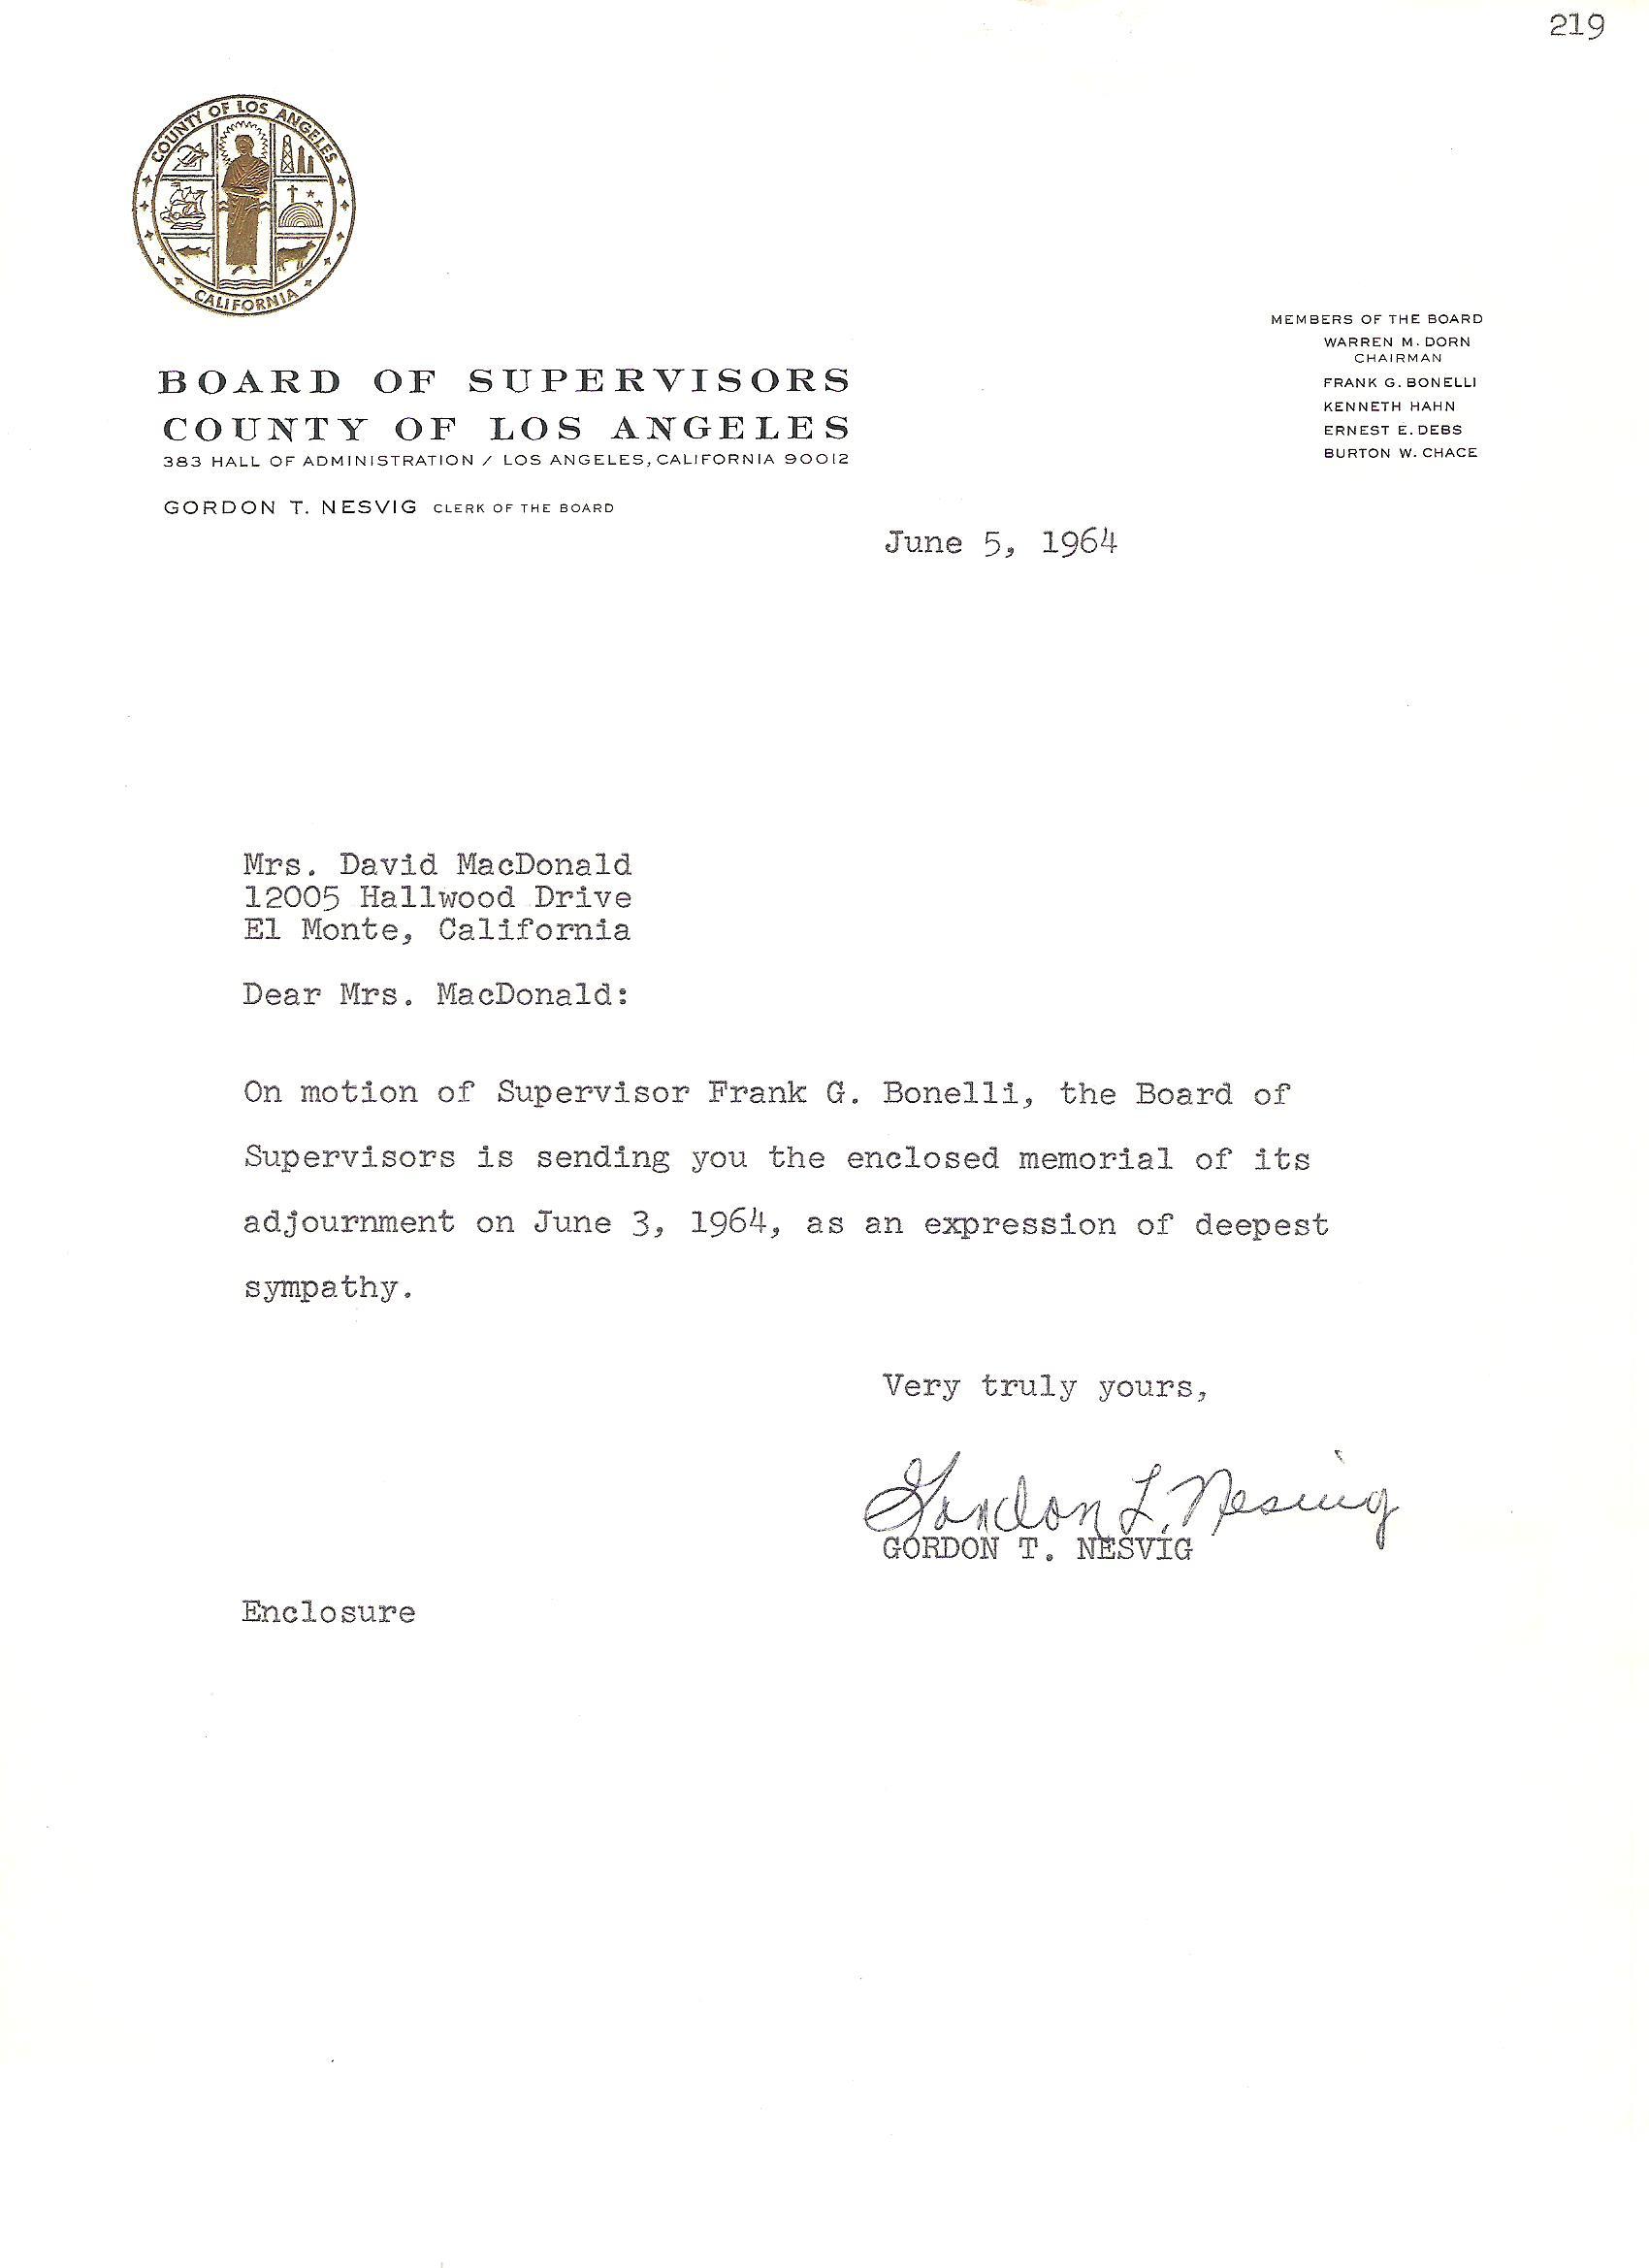 219
COUNTY OF LOS ANGELES
CALIFORNIA
MEMBERS OF THE BOARD
WARREN M. DORN
CHAIRMAN
FRANK G. BONELLI
KENNETH HAHN
ERNEST E. DEBS
BURTON W. CHACE
BOARD OF SUPERVISORS
COUNTY OF LOS ANGELES
383 HALL OF ADMINISTRATION / LOS ANGELES, CALIFORNIA 90012
GORDON T. NESVIG CLERK OF THE BOARD
June 5, 1964
Mrs. David MacDonald
12005 Hallwood Drive
El Monte, California
Dear Mrs. MacDonald:
On motion of Supervisor Frank G. Bonelli, the Board of
Supervisors is sending you the enclosed memorial of its
adjournment on June 3, 1964, as an expression of deepest
sympathy.
Very truly yours,
Gordon T. Nesvig
GORDON T. NESVIG
Enclosure